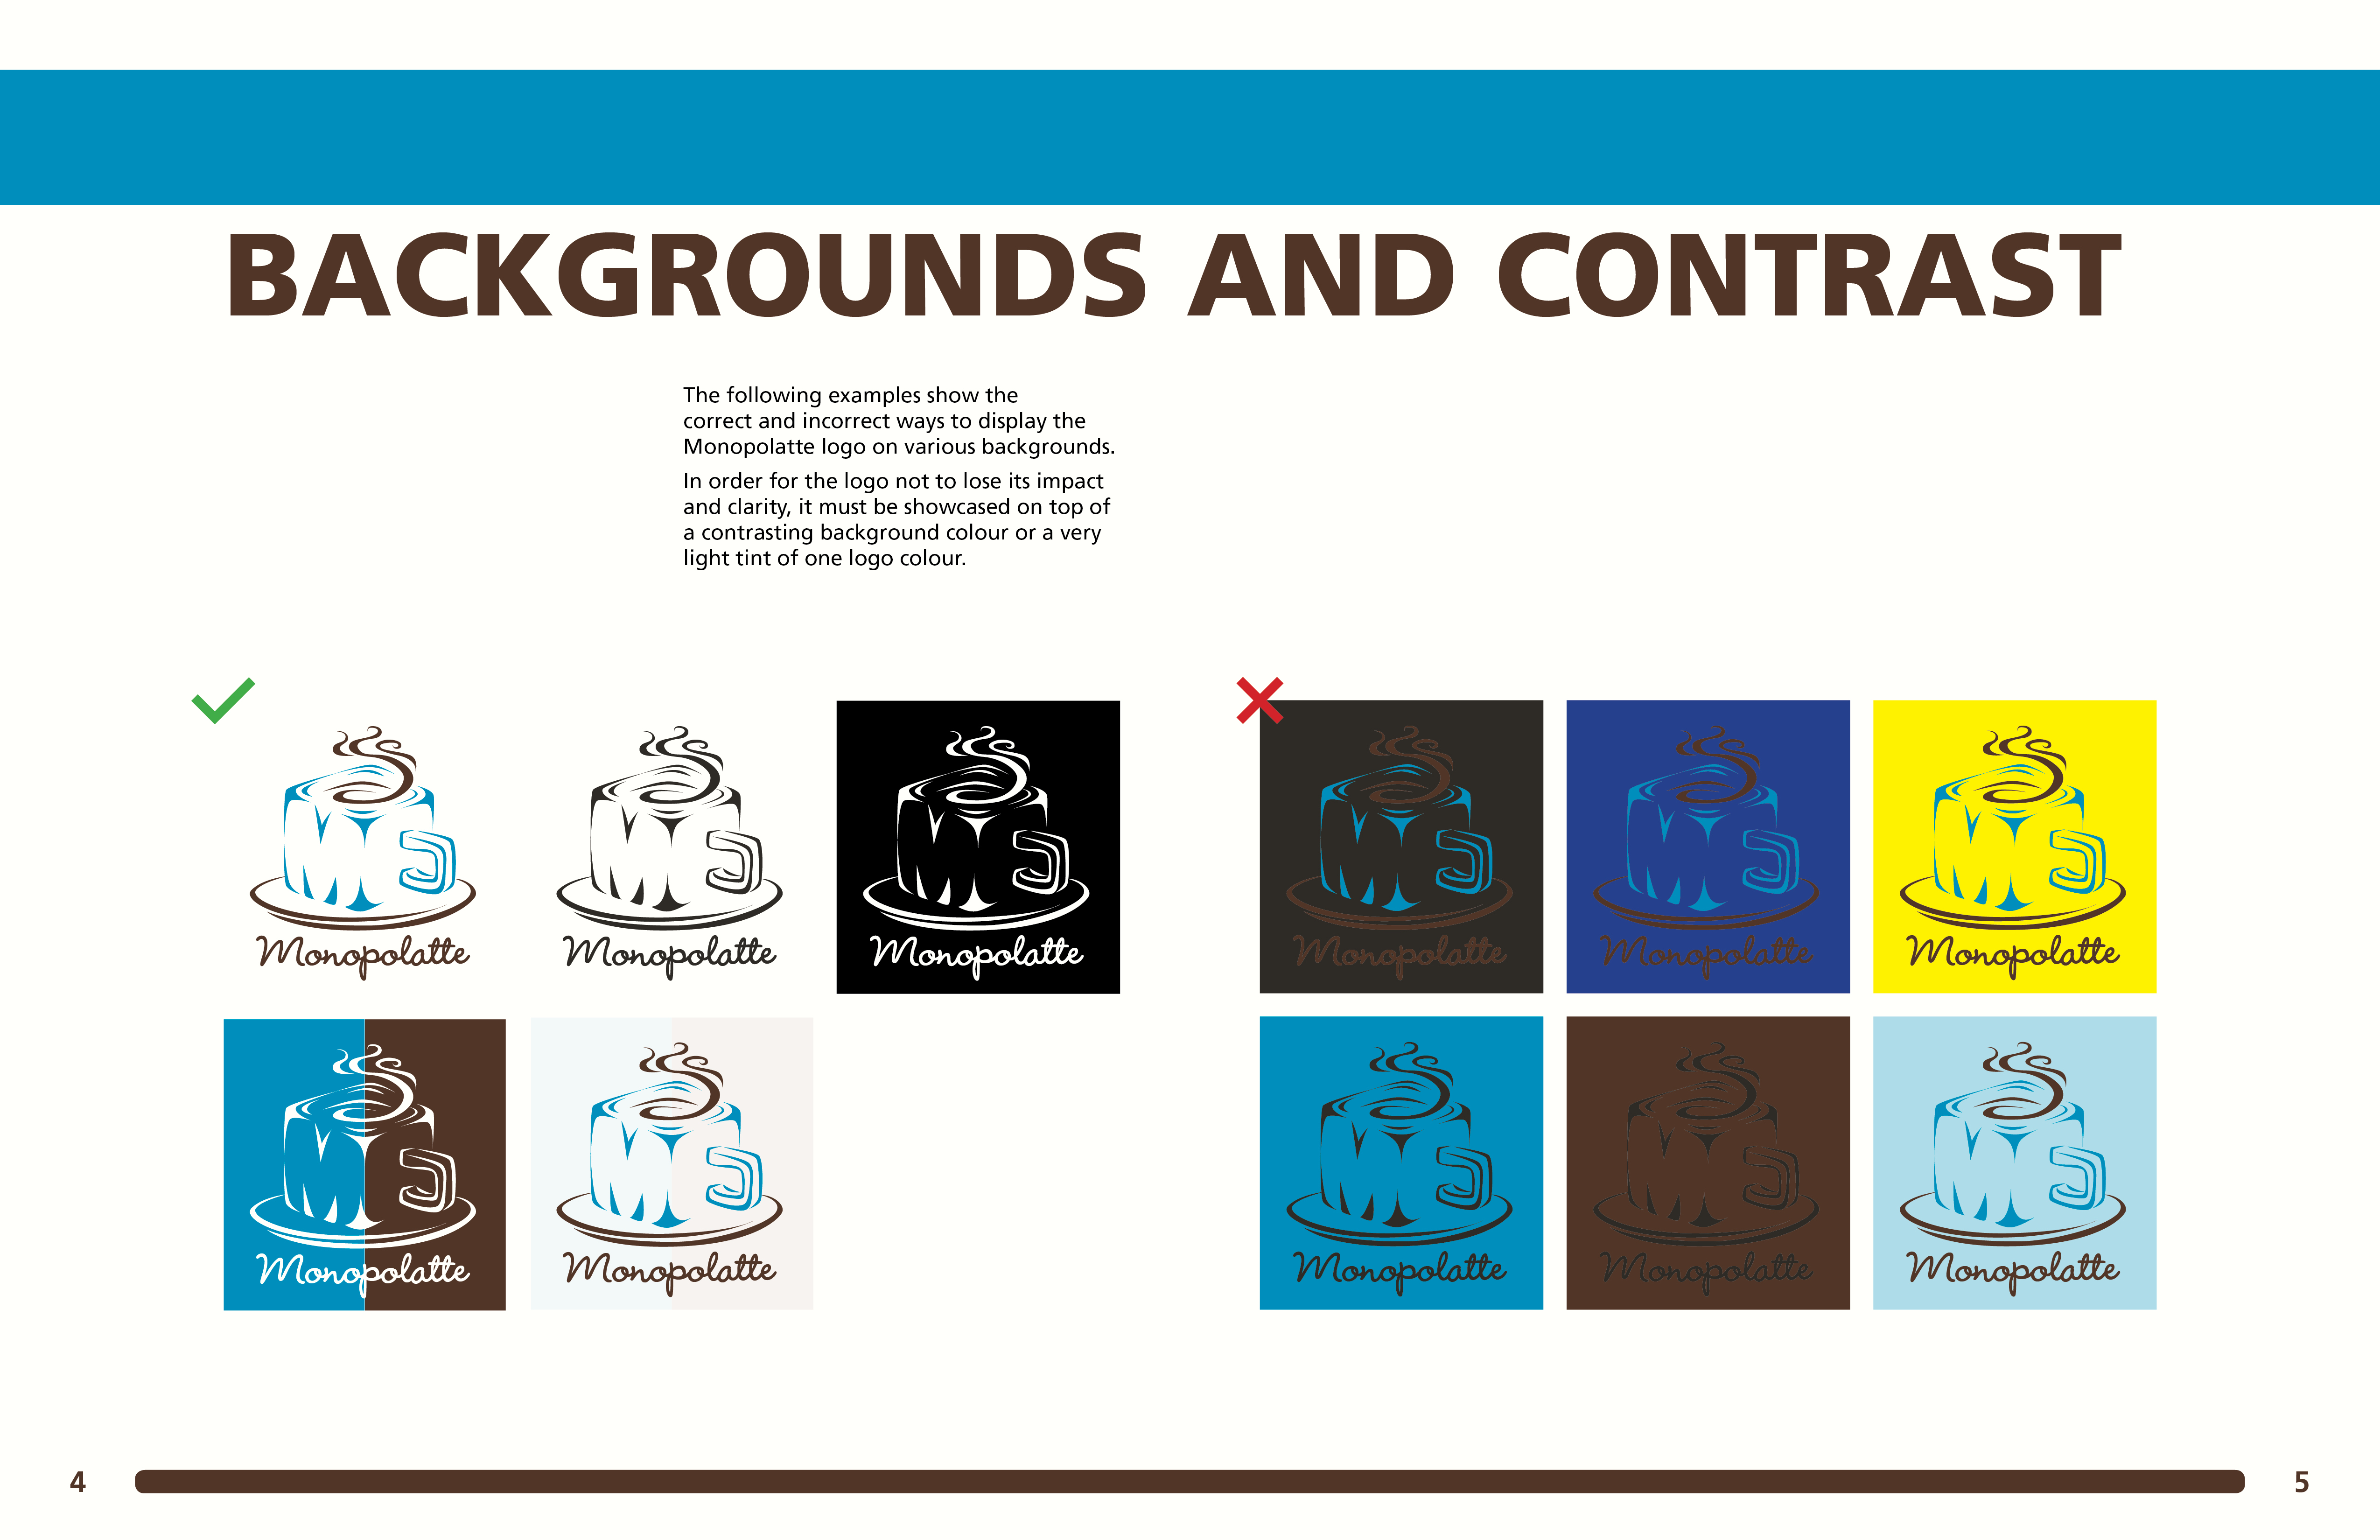 BACKGROUNDS AND CONTRAST
The following examples show the
correct and incorrect ways to display the
Monopolatte logo on various backgrounds.
In order for the logo not to lose its impact
and clarity, it must be showcased on top of
a contrasting background colour or a very
light tint of one logo colour.
Monopolatte
Monopolatte
Monopolatte
Monopolatte
Monopolatte
Monopolatte
Monopolatte
Monopolatte
Monopolatte
Monopolatte
Monopolatte
4
5